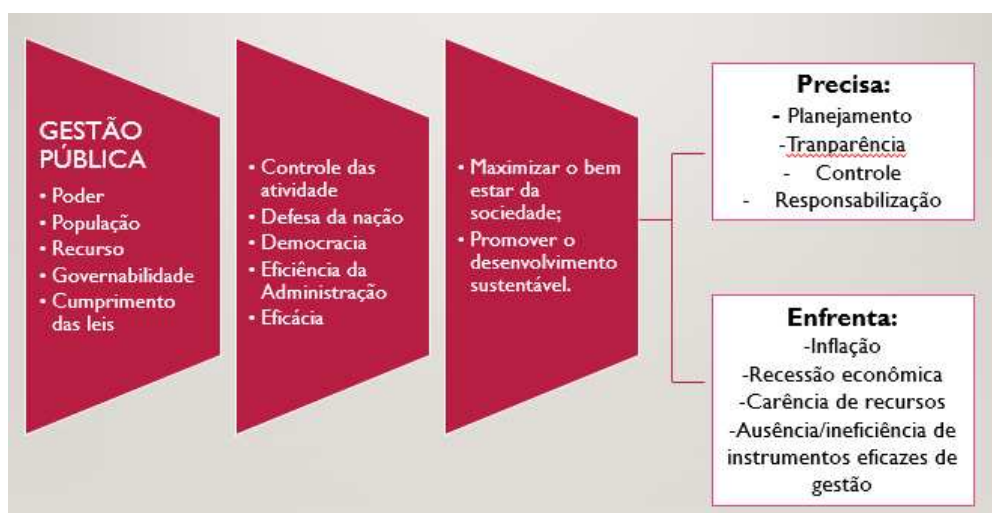 GESTÃO
PÚBLICA
• Poder
• População
• Recurso
• Governabilidade
• Cumprimento
das leis
• Controle das
atividade
• Defesa da nação
• Democracia
• Eficiência da
Administração
• Eficácia
• Maximizar o bem
estar da
sociedade;
• Promover o
desenvolvimento
sustentável.
Precisa:
- Planejamento
-Tranparência
- Controle
- Responsabilização
Enfrenta:
-Inflação
-Recessão econômica
-Carência de recursos
-Ausência/ineficiência de
instrumentos eficazes de
gestão